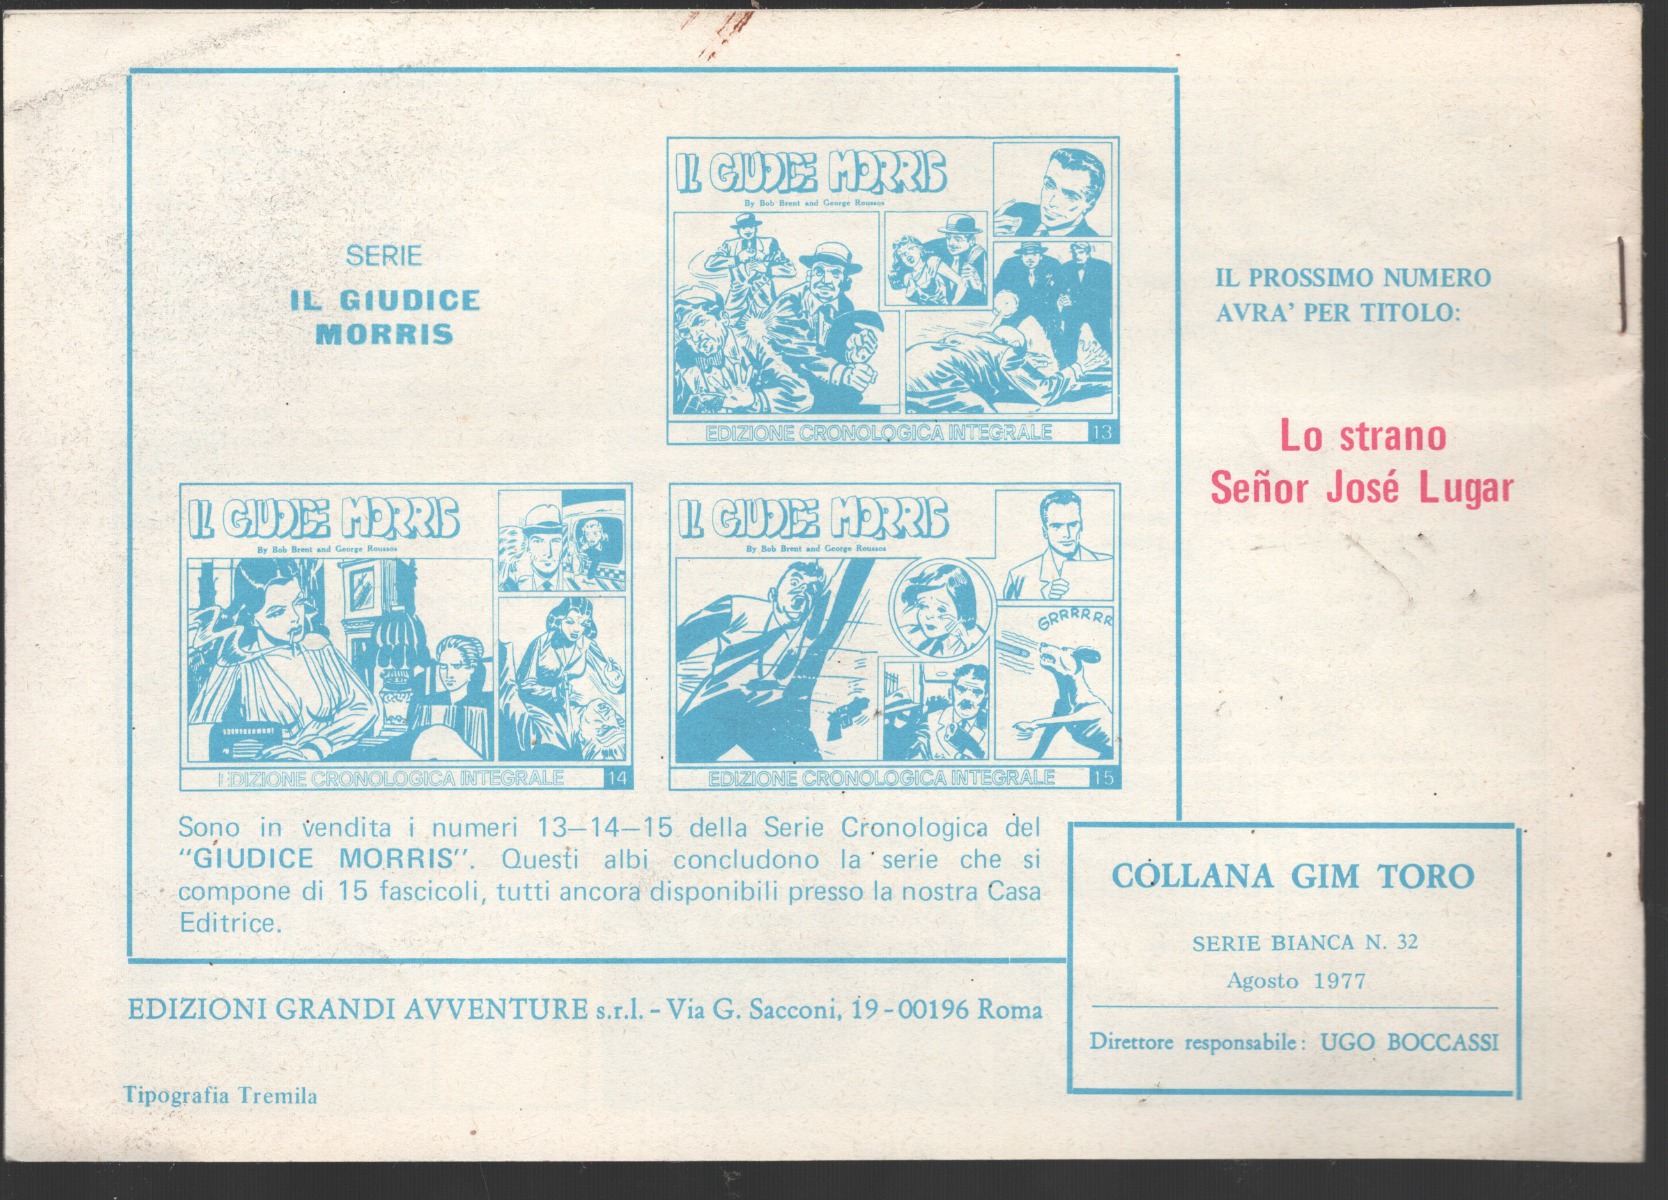 SERIE
IL GIUDICE
MORRIS
IL GIUDICE MORRIS
By Bob Brent and George Roussos
EDIZIONE CRONOLOGICA INTEGRALE 13
IL GIUDICE MORRIS
By Bob Brent and George Roussos
EDIZIONE CRONOLOGICA INTEGRALE 14
IL GIUDICE MORRIS
By Bob Brent and George Roussos
GRRRRRR
EDIZIONE CRONOLOGICA INTEGRALE 15
Sono in vendita i numeri 13—14—15 della Serie Cronologica del
“GIUDICE MORRIS”. Questi albi concludono la serie che si
compone di 15 fascicoli, tutti ancora disponibili presso la nostra Casa
Editrice.
IL PROSSIMO NUMERO
AVRA’ PER TITOLO:
Lo strano
Señor José Lugar
COLLANA GIM TORO
SERIE BIANCA N. 32
Agosto 1977
Direttore responsabile: UGO BOCCASSI
EDIZIONI GRANDI AVVENTURE s.r.l. - Via G. Sacconi, 19 - 00196 Roma
Tipografia Tremila